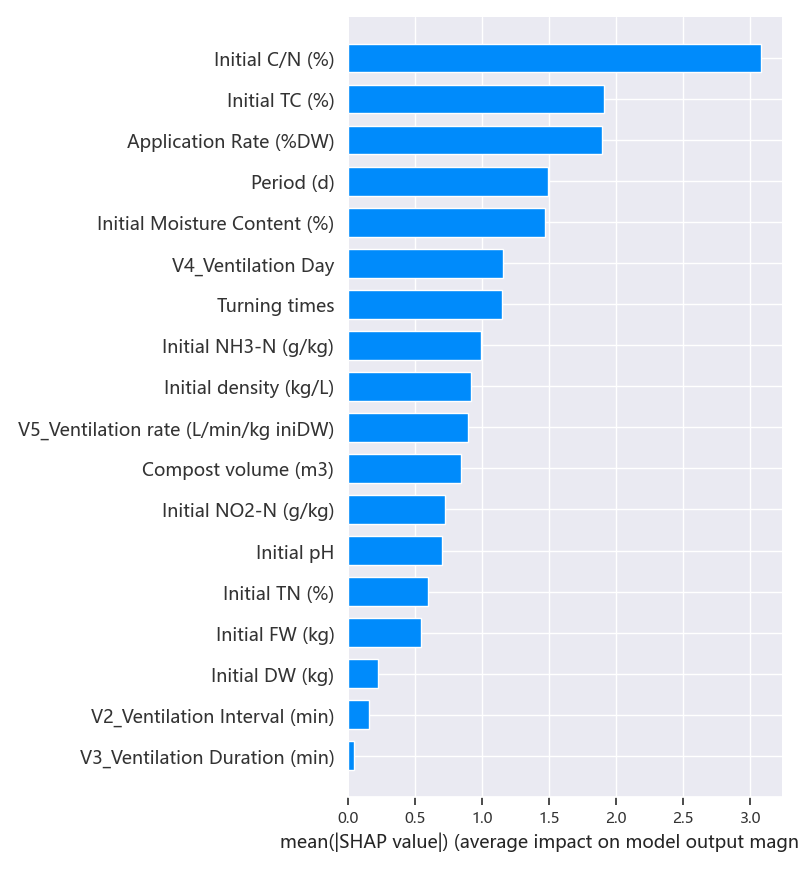 Initial C/N (%)
Initial TC (%)
Application Rate (%DW)
Period (d)
Initial Moisture Content (%)
V4_Ventilation Day
Turning times
Initial NH3-N (g/kg)
Initial density (kg/L)
V5_Ventilation rate (L/min/kg iniDW)
Compost volume (m3)
Initial NO2-N (g/kg)
Initial pH
Initial TN (%)
Initial FW (kg)
Initial DW (kg)
V2_Ventilation Interval (min)
V3_Ventilation Duration (min)
0.0 0.5 1.0 1.5 2.0 2.5 3.0
mean(|SHAP value|) (average impact on model output magn